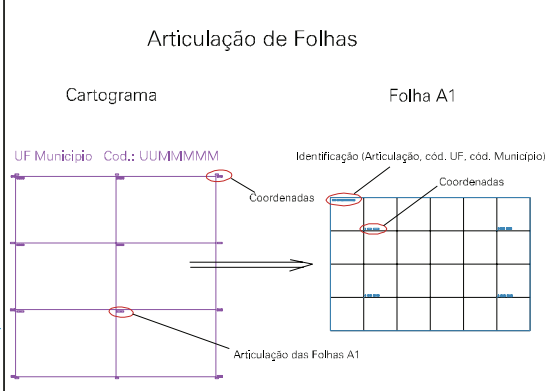 Articulação de Folhas
Cartograma
Folha A1
UF Municipio Cod.: UUMMMMM
Identificação (Articulação, cód. UF, cód. Município)
Coordenadas
Coordenadas
Articulação das Folhas A1